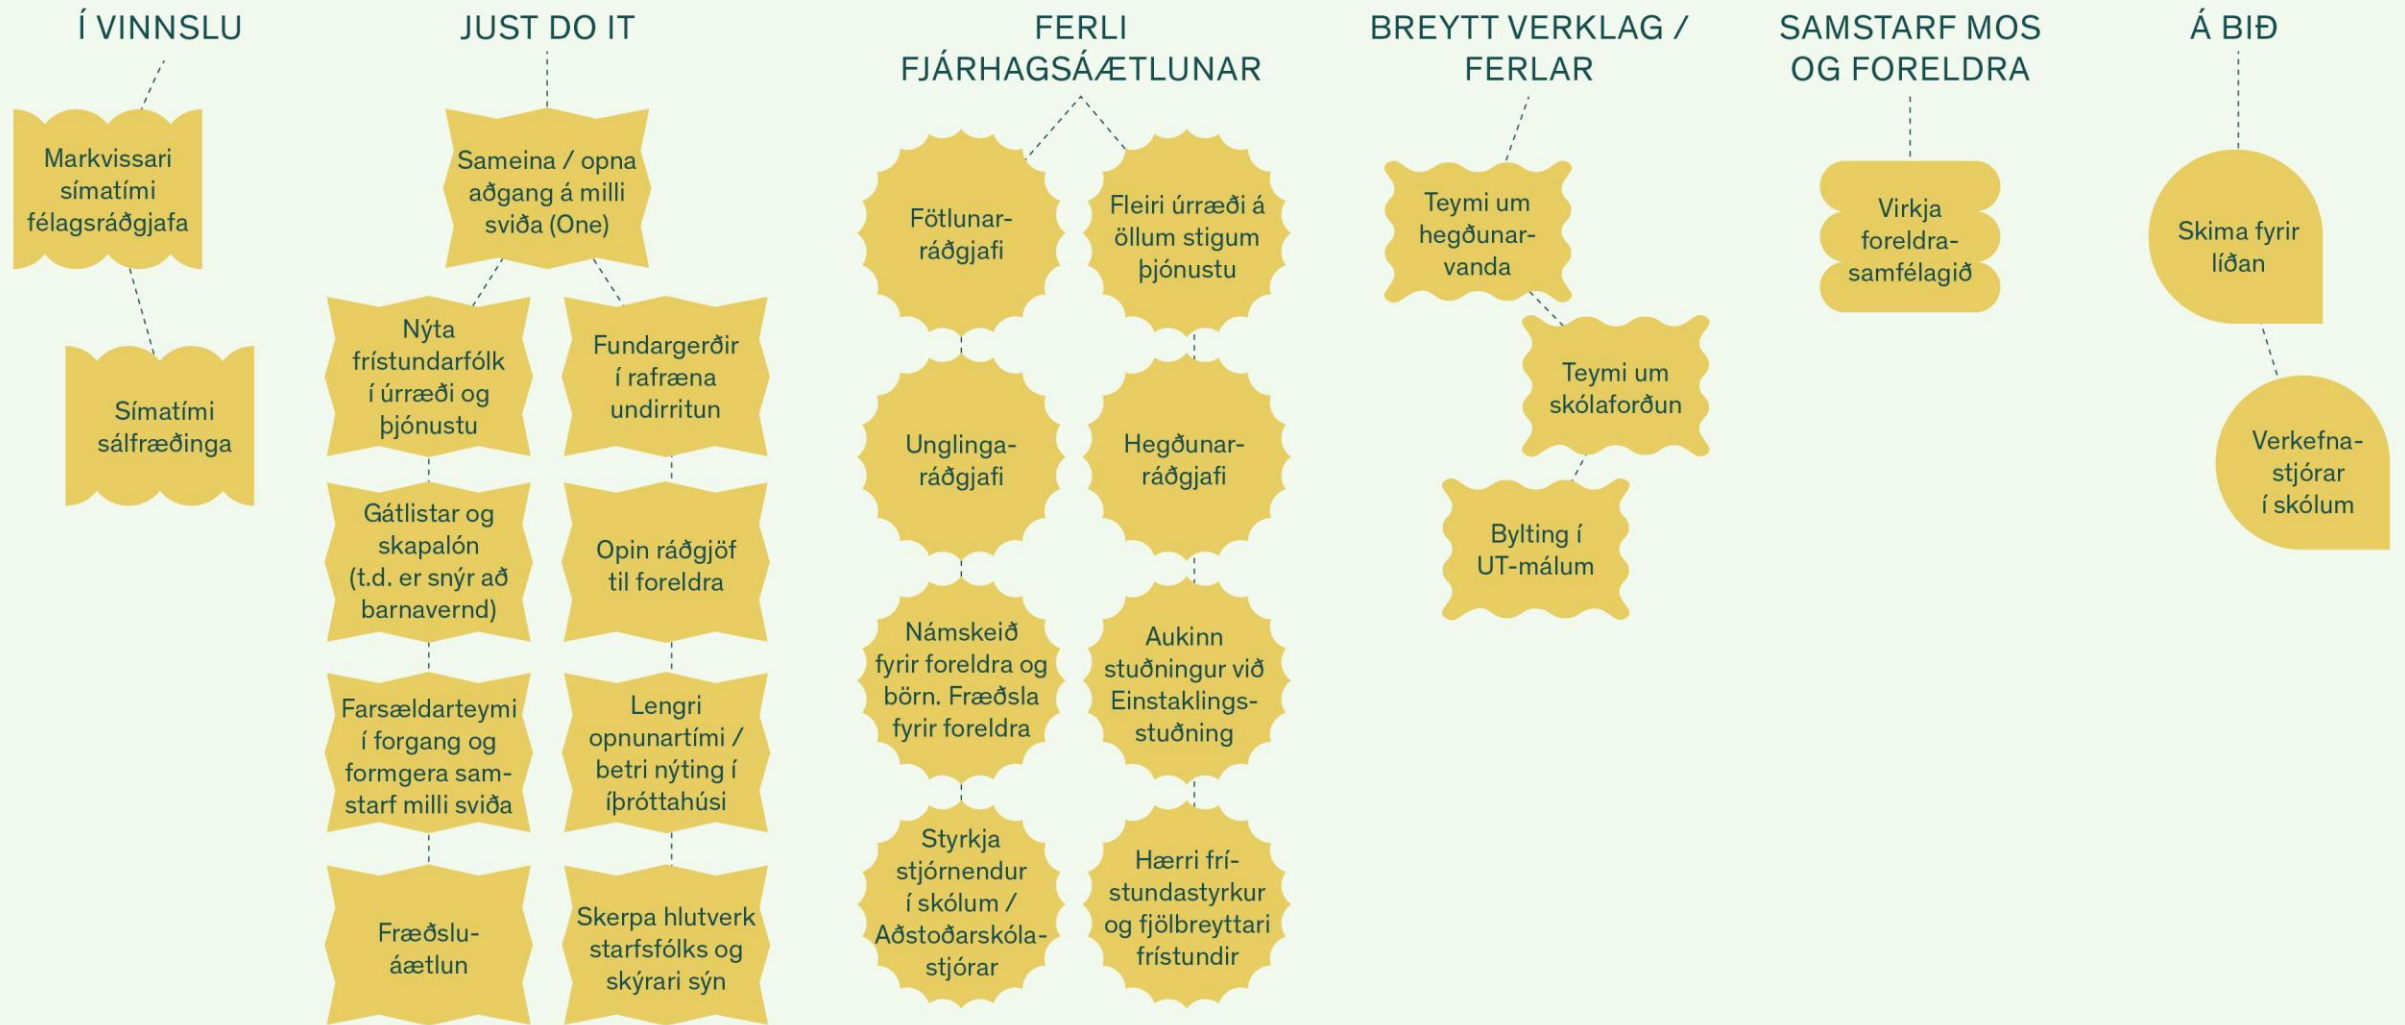 Í VINNSLU
Markvissari
símatími
félagsráðgjafa
Símatími
sálfræðinga
JUST DO IT
Sameina / opna
aðgang á milli
sviða (One)
Nýta
frístundarfólk
í úrræði og
þjónustu
Gátlistar og
skapalón
(t.d. er snýr að
barnavernd)
Farsældarteymi
í forgang og
formgera sam-
starf milli sviða
Fræðslu-
áætlun
Fundargerðir
í rafræna
undirritun
Opin ráðgjöf
til foreldra
Lengri
opnunartími /
betri nýting í
íþróttahúsi
Skerpa hlutverk
starfsfólks og
skýrari sýn
FERLI
FJÁRHAGSÁÆTLUNAR
Fötlunar-
ráðgjafi
Unglinga-
ráðgjafi
Námskeið
fyrir foreldra og
börn. Fræðsla
fyrir foreldra
Styrkja
stjórnendur
í skólum /
Aðstoðarskóla-
stjórar
Fleiri úrræði á
öllum stigum
þjónustu
Hegðunar-
ráðgjafi
Aukinn
stuðningur við
Einstaklings-
stuðning
Hærri frí-
stundastyrkur
og fjölbreyttari
frístundir
BREYTT VERKLAG /
FERLAR
Teymi um
hegðunar-
vanda
Teymi um
skólaforðun
Bylting í
UT-málum
SAMSTARF MOS
OG FORELDRA
Virkja
foreldra-
samfélagið
Á BIÐ
Skima fyrir
líðan
Verkefna-
stjórar
í skólum